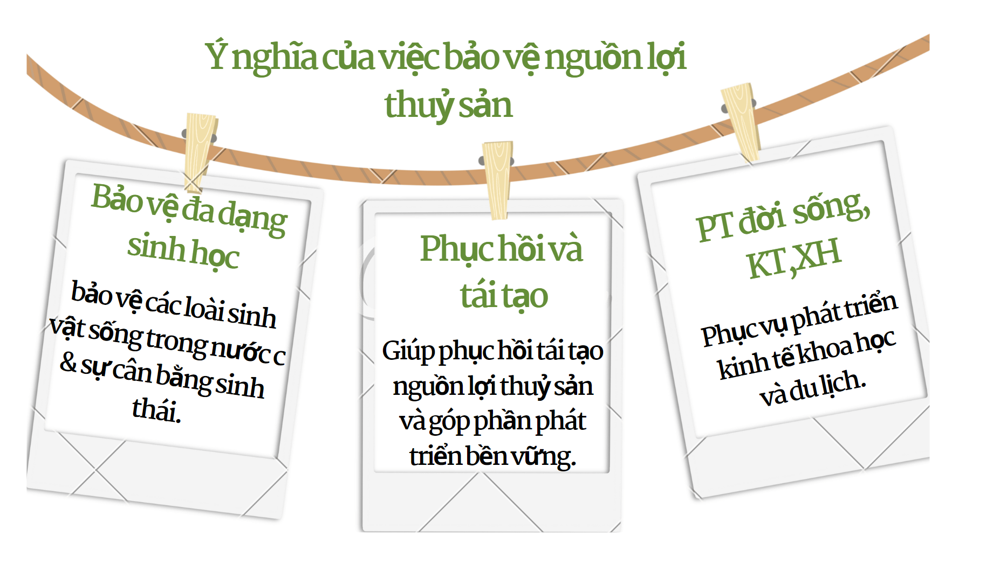 Ý nghĩa của việc bảo vệ nguồn lợi
thuỷ sản
Bảo vệ đa dạng
sinh học
bảo vệ các loài sinh
vật sống trong nước c
& sự cân bằng sinh
thái.
Phục hồi và
tái tạo
Giúp phục hồi tái tạo
nguồn lợi thuỷ sản
và góp phần phát
triển bền vững.
PT đời sống,
KT,XH
Phục vụ phát triển
kinh tế khoa học
và du lịch.